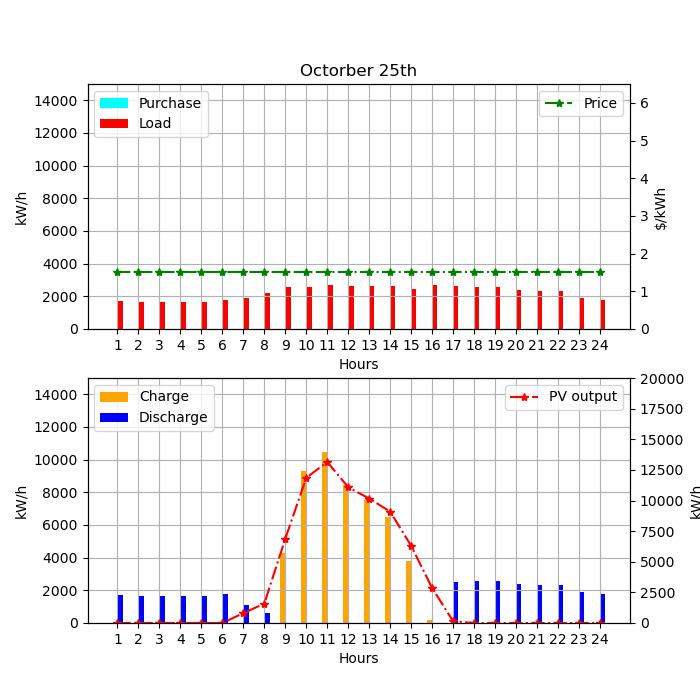 Octorber 25th
Purchase
Load
Price
14000
12000
10000
8000
6000
4000
2000
0
kW/h
6
5
4
3
2
1
0
$/kWh
1 2 3 4 5 6 7 8 9 10 11 12 13 14 15 16 17 18 19 20 21 22 23 24
Hours
Charge
Discharge
PV output
14000
12000
10000
8000
6000
4000
2000
0
kW/h
20000
17500
15000
12500
10000
7500
5000
2500
0
kW/h
1 2 3 4 5 6 7 8 9 10 11 12 13 14 15 16 17 18 19 20 21 22 23 24
Hours